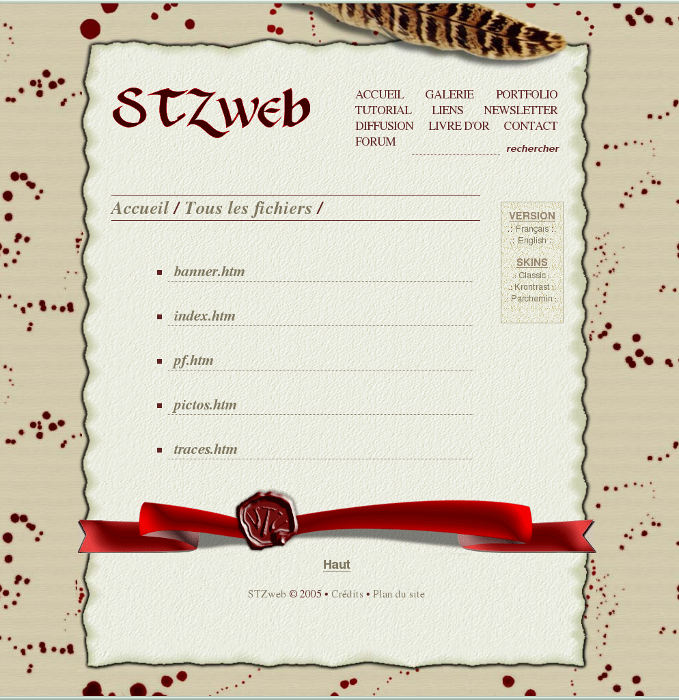 STZweb
ACCUEIL GALERIE PORTFOLIO
TUTORIAL LIENS NEWSLETTER
DIFFUSION LIVRE D'OR CONTACT
FORUM rechercher
Accueil / Tous les fichiers /
VERSION
.: Français :.
.: English :.
SKINS
.: Classic :.
.: Krontrast :.
.: Parchemin :.
banner.htm
index.htm
pf.htm
pictos.htm
traces.htm
Haut
STZweb © 2005 • Crédits • Plan du site